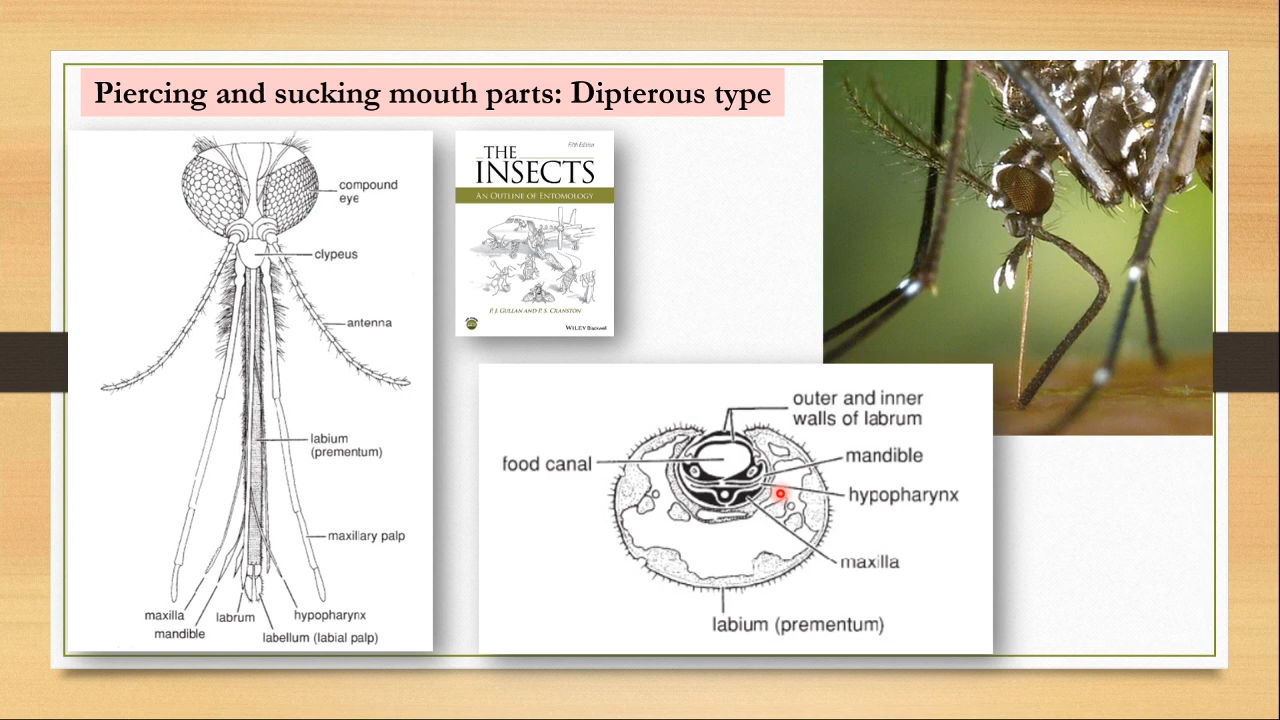 Piercing and sucking mouth parts: Dipterous type
compound
eye
clypeus
antenna
labium
(prementum)
maxillary palp
maxilla
labrum
hypopharynx
mandible
labellum (labial palp)
Fifth Edition
THE
INSECTS
AN OUTLINE OF ENTOMOLOGY
P. J. GULLAN AND P. S. CRANSTON
WILEY Blackwell
outer and inner
walls of labrum
food canal
mandible
hypopharynx
maxilla
labium (prementum)